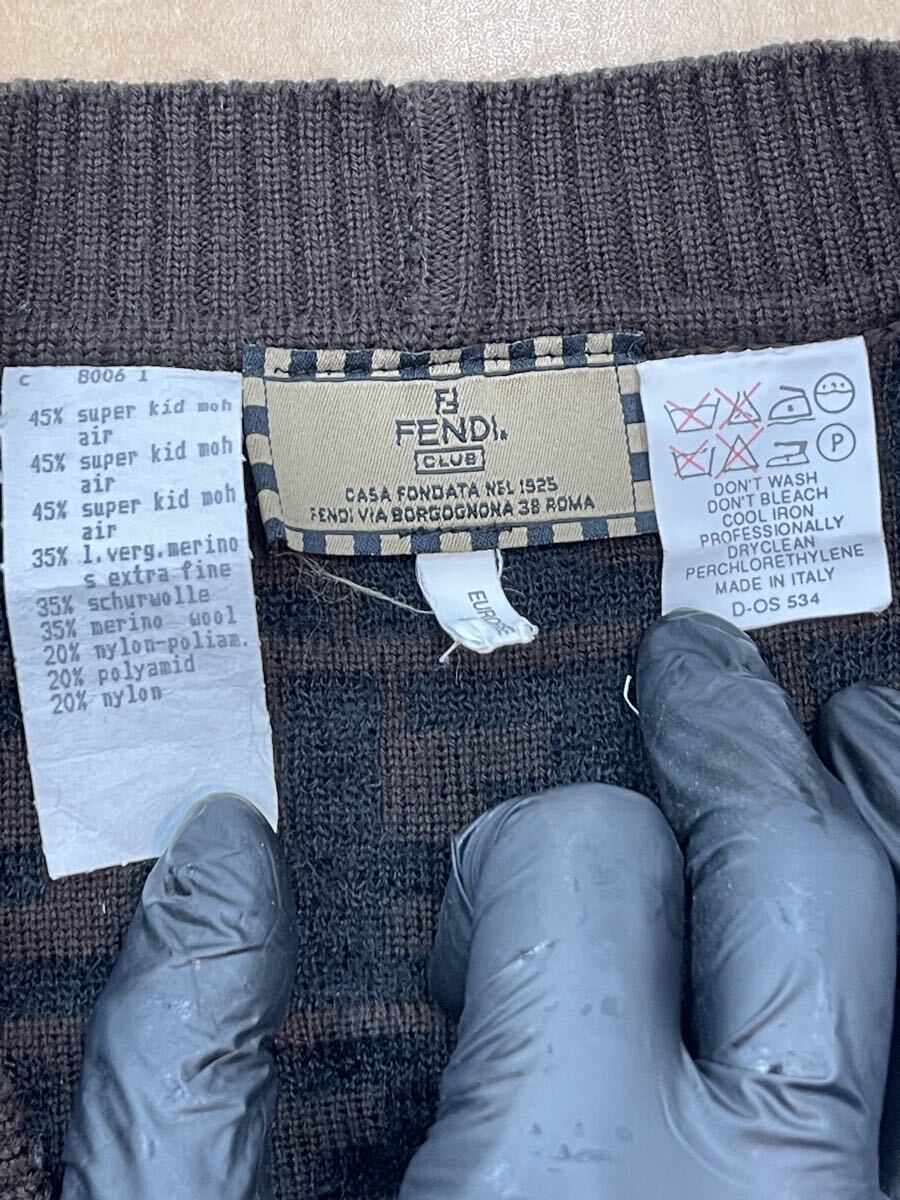 C 8006 1
45% super kid moh
air
45% super kid moh
air
45% super kid moh
air
35% l.verg.merino
s extra fine
35% schurwolle
35% merino wool
20% nylon-poliam.
20% polyamid
20% nylon
FF
FENDI
CLUB
CASA FONDATA NEL 1925
FENDI VIA BORGOGNONA 38 ROMA
EUROPE
P
DON'T WASH
DON'T BLEACH
COOL IRON
PROFESSIONALLY
DRYCLEAN
PERCHLORETHYLENE
MADE IN ITALY
D-OS 534